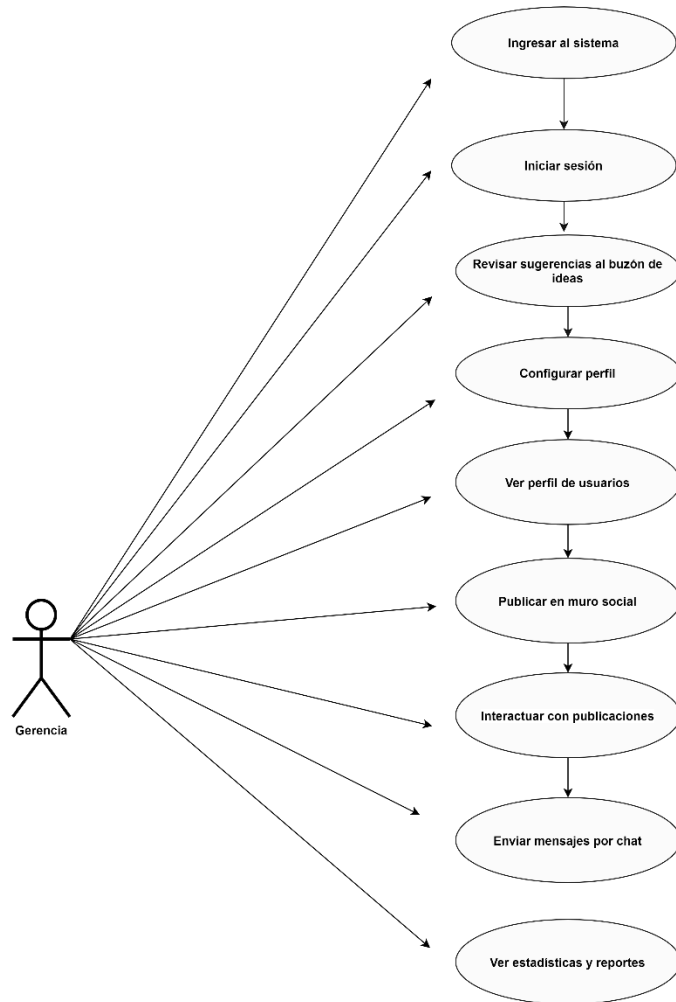 Ingresar al sistema
Iniciar sesión
Revisar sugerencias al buzón de
ideas
Configurar perfil
Ver perfil de usuarios
Publicar en muro social
Interactuar con publicaciones
Enviar mensajes por chat
Ver estadísticas y reportes
Gerencia